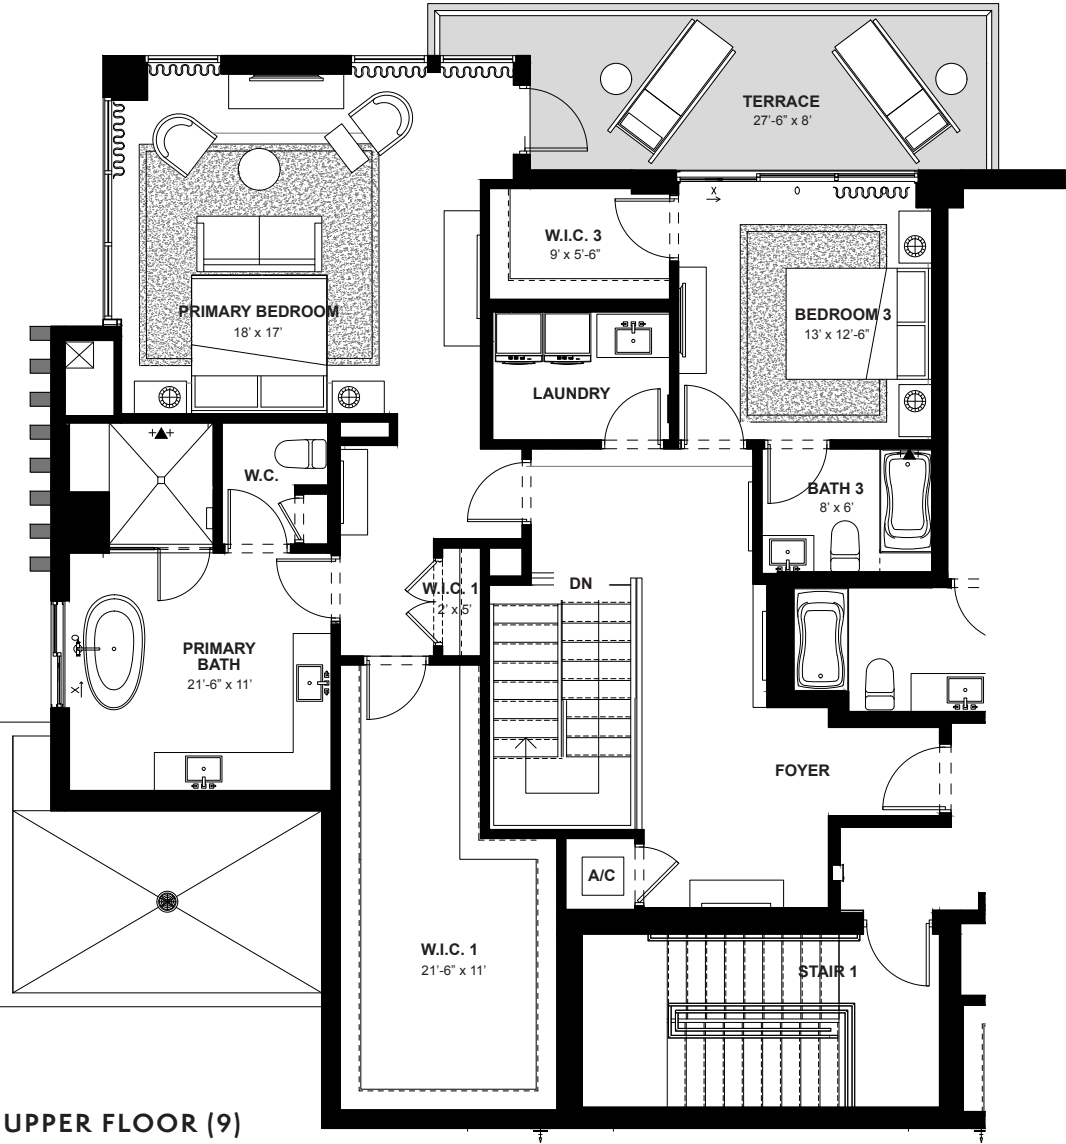 TERRACE
27'-6" x 8'
X
O
O
W.I.C. 3
9' x 5'-6"
PRIMARY BEDROOM
18' x 17'
BEDROOM 3
13' x 12'-6"
LAUNDRY
W.C.
BATH 3
8' x 6'
W.I.C. 1
2' x 5'
DN
PRIMARY
BATH
21'-6" x 11'
O
X
FOYER
A/C
W.I.C. 1
21'-6" x 11'
STAIR 1
UPPER FLOOR (9)